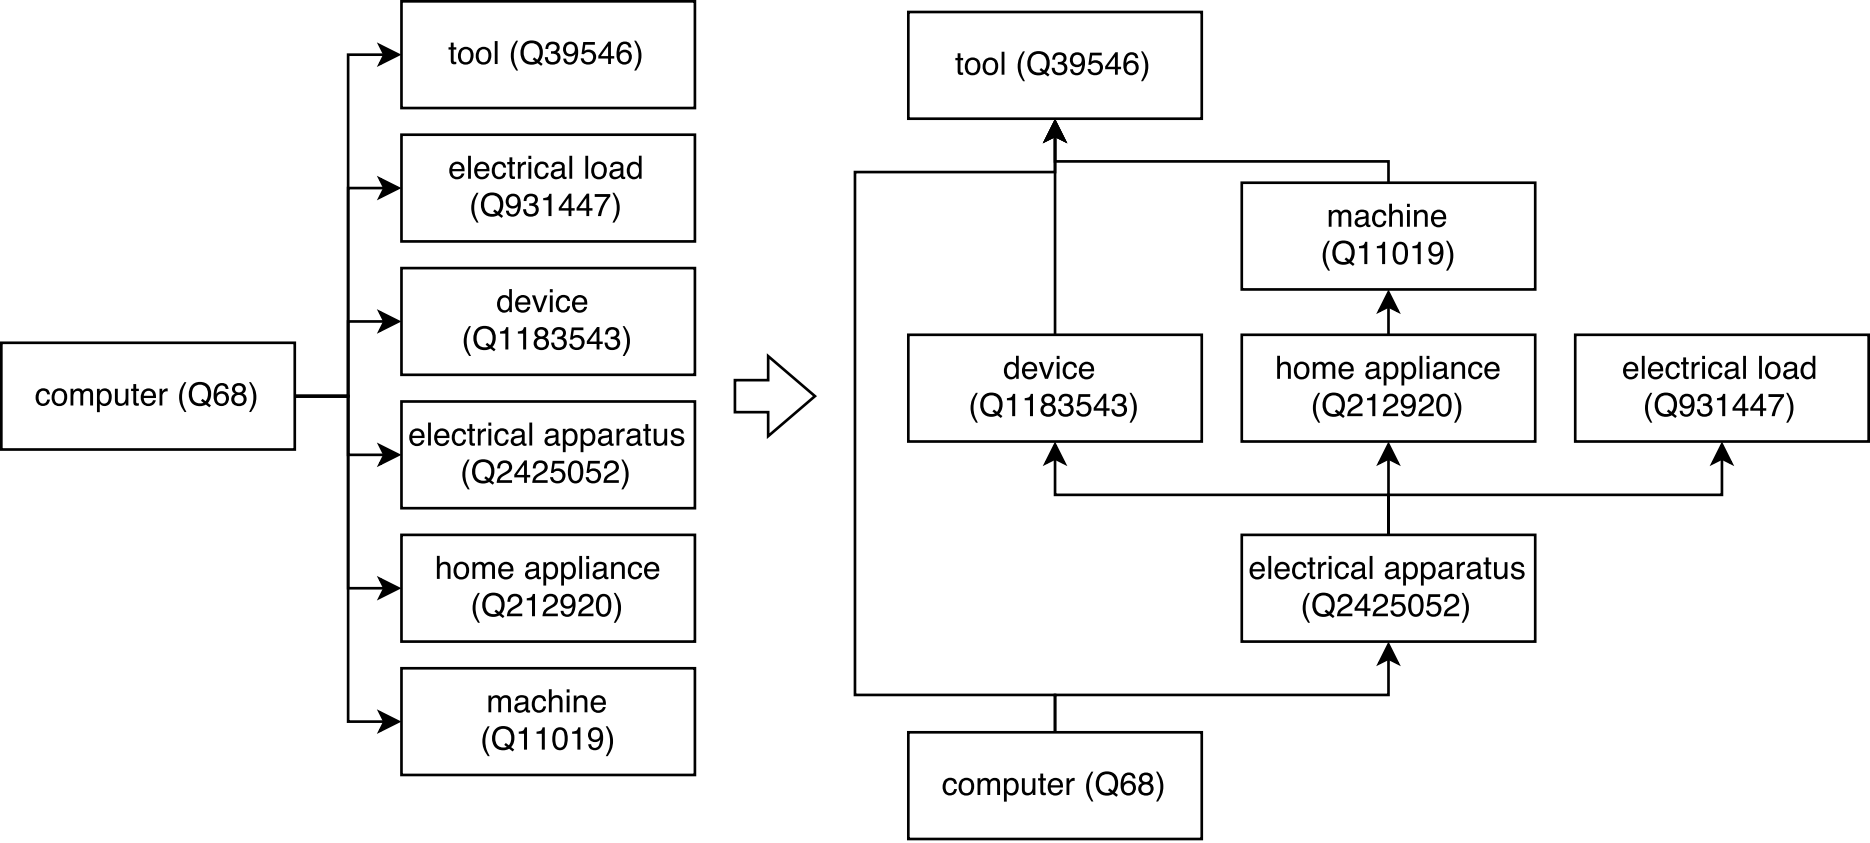 computer (Q68)
tool (Q39546)
electrical load
(Q931447)
device
(Q1183543)
electrical apparatus
(Q2425052)
home appliance
(Q212920)
machine
(Q11019)
tool (Q39546)
machine
(Q11019)
device
(Q1183543)
home appliance
(Q212920)
electrical load
(Q931447)
electrical apparatus
(Q2425052)
computer (Q68)